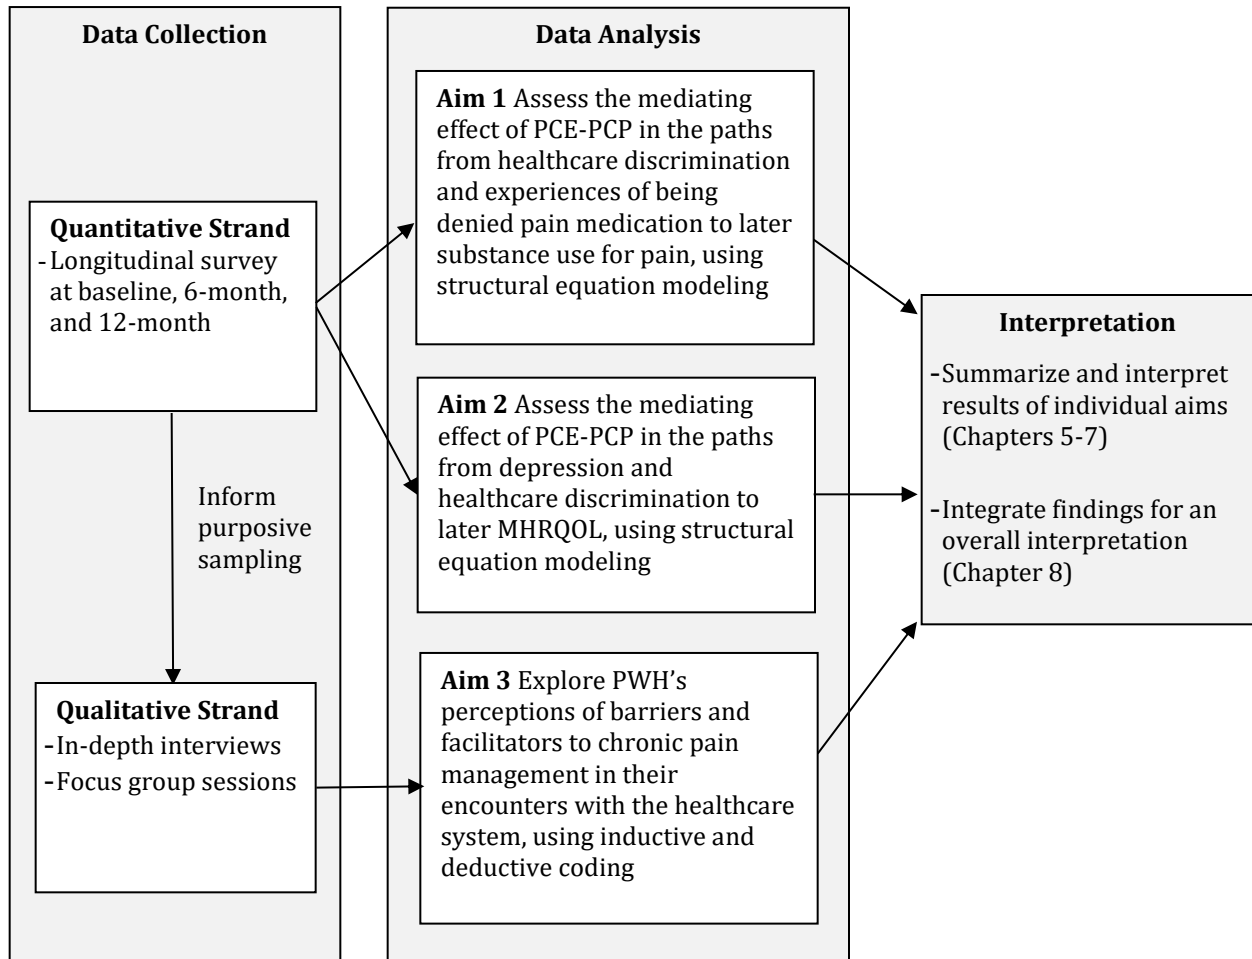 Data Collection
Quantitative Strand
-Longitudinal survey
at baseline, 6-month,
and 12-month
Inform
purposive
sampling
Qualitative Strand
-In-depth interviews
-Focus group sessions
Data Analysis
Aim 1 Assess the mediating
effect of PCE-PCP in the paths
from healthcare discrimination
and experiences of being
denied pain medication to later
substance use for pain, using
structural equation modeling
Aim 2 Assess the mediating
effect of PCE-PCP in the paths
from depression and
healthcare discrimination to
later MHRQOL, using structural
equation modeling
Aim 3 Explore PWH’s
perceptions of barriers and
facilitators to chronic pain
management in their
encounters with the healthcare
system, using inductive and
deductive coding
Interpretation
-Summarize and interpret
results of individual aims
(Chapters 5-7)
-Integrate findings for an
overall interpretation
(Chapter 8)